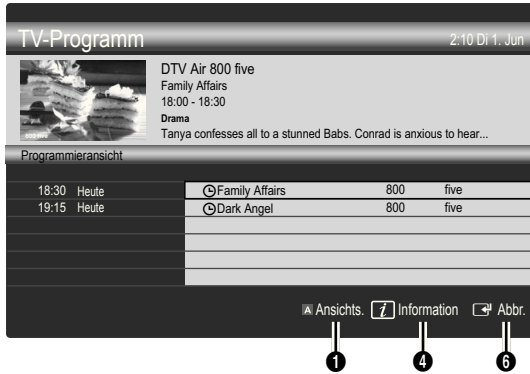 TV-Programm 2:10 Di 1. Jun
DTV Air 800 five
Family Affairs
18:00 - 18:30
Drama
Tanya confesses all to a stunned Babs. Conrad is anxious to hear...
Programmieransicht
18:30 Heute Family Affairs 800 five
19:15 Heute Dark Angel 800 five
A Ansichts. i Information Abbr.
1 4 6